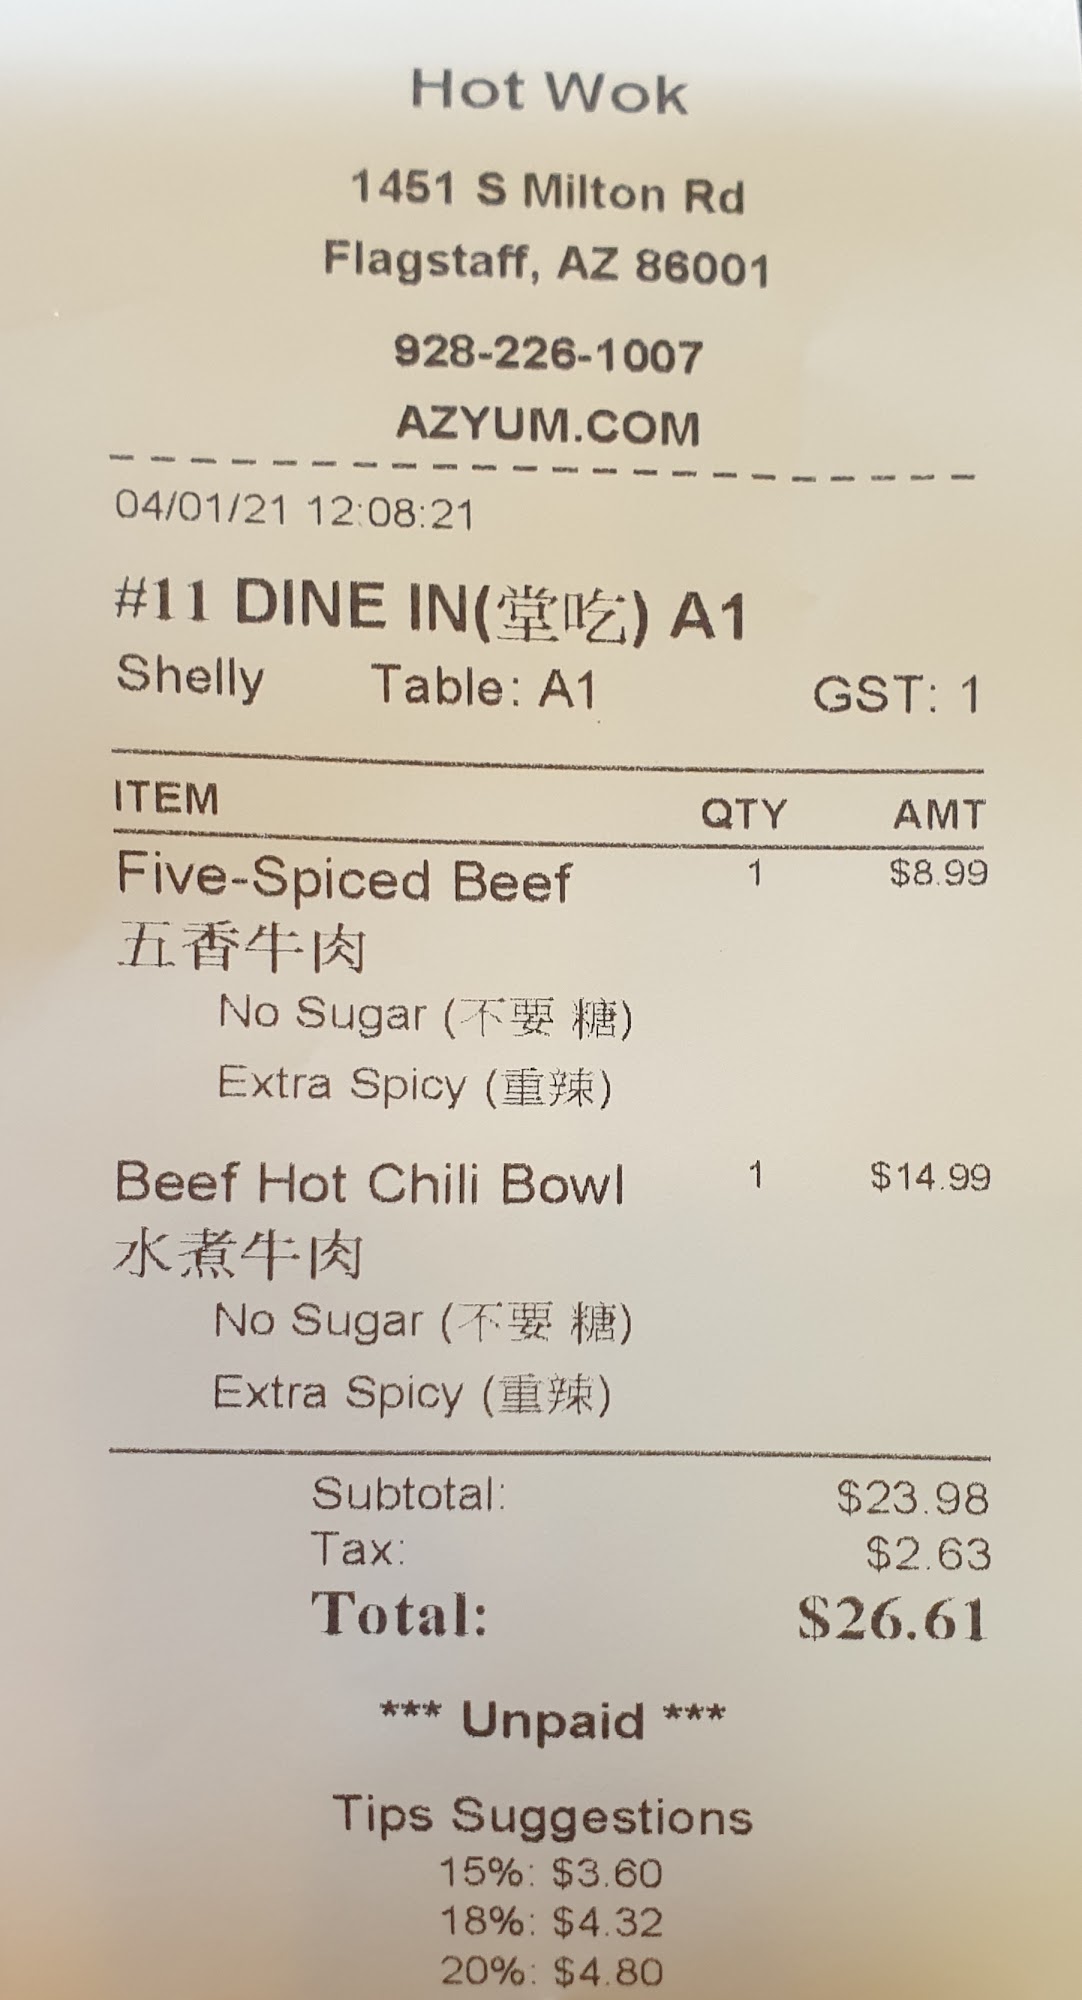 Hot Wok
1451 S Milton Rd
Flagstaff, AZ 86001
928-226-1007
AZYUM.COM
04/01/21 12:08:21
#11 DINE IN(堂吃) A1
Shelly Table: A1 GST: 1
ITEM QTY AMT
Five-Spiced Beef 1 $8.99
五香牛肉
No Sugar (不要 糖)
Extra Spicy (重辣)
Beef Hot Chili Bowl 1 $14.99
水煮牛肉
No Sugar (不要 糖)
Extra Spicy (重辣)
Subtotal: $23.98
Tax: $2.63
Total: $26.61
*** Unpaid ***
Tips Suggestions
15%: $3.60
18%: $4.32
20%: $4.80